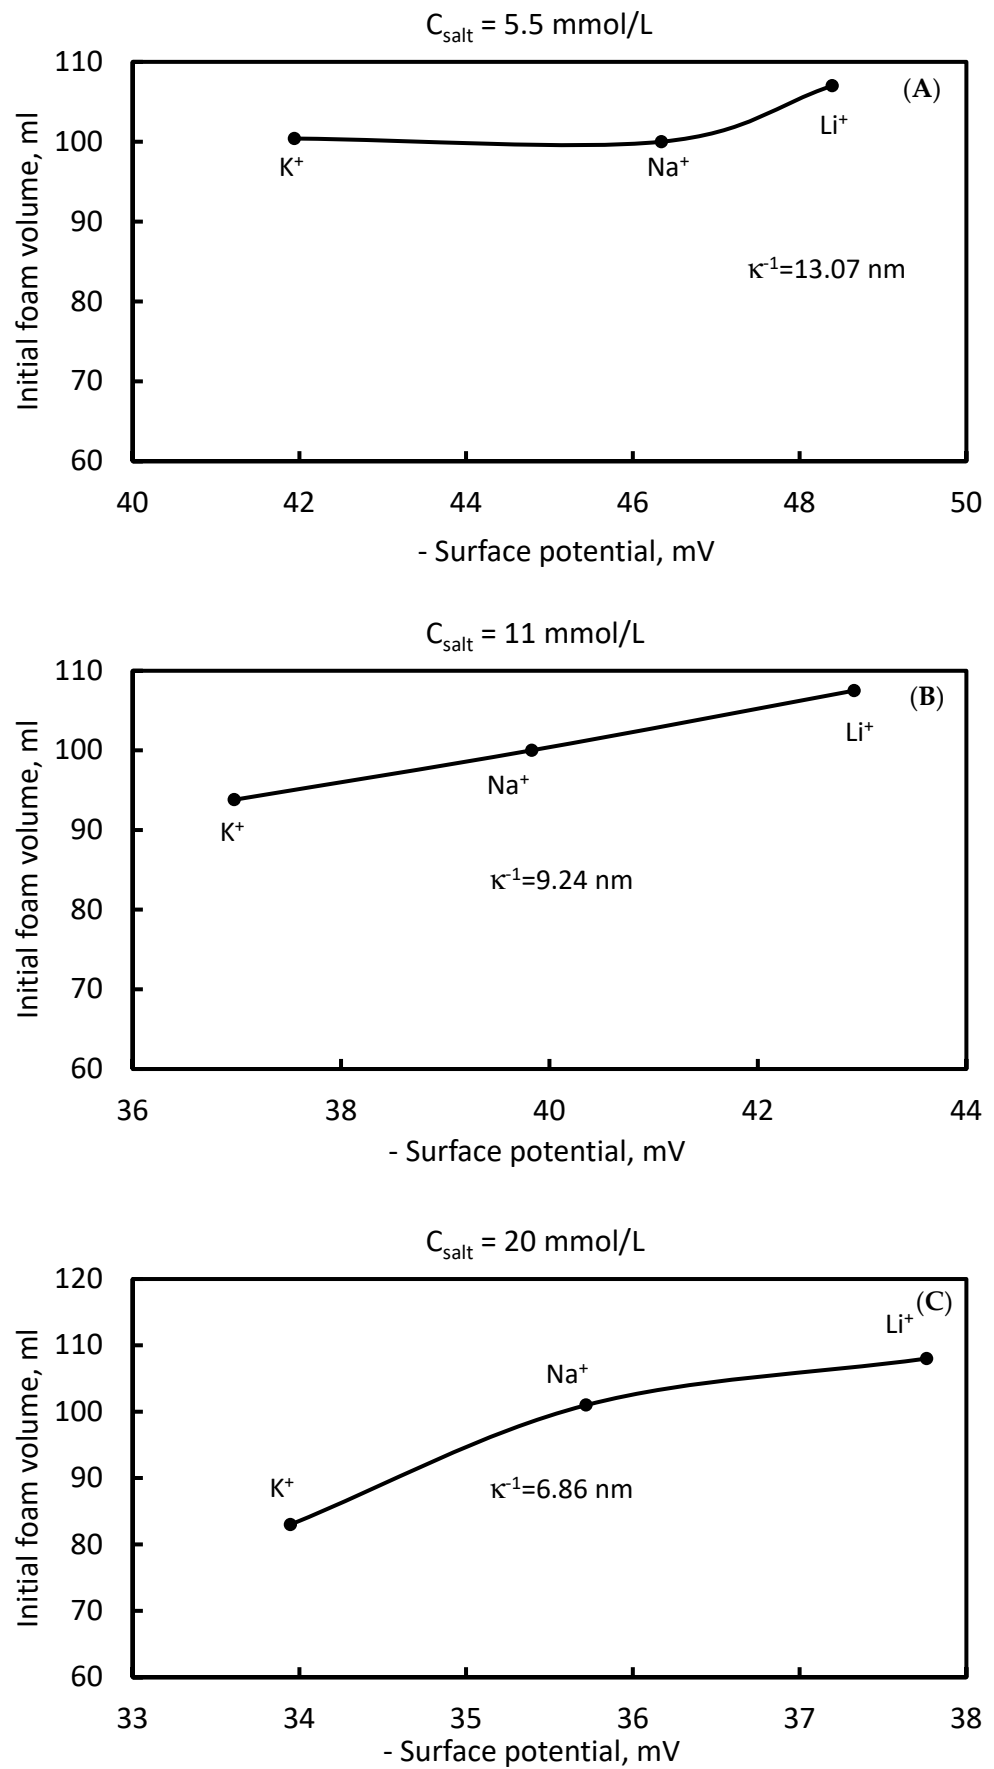 C_salt = 5.5 mmol/L
(A)
Initial foam volume, ml
110
100
90
80
70
60
K⁺
Na⁺
Li⁺
κ⁻¹=13.07 nm
40 42 44 46 48 50
- Surface potential, mV
C_salt = 11 mmol/L
(B)
Initial foam volume, ml
110
100
90
80
70
60
K⁺
Na⁺
Li⁺
κ⁻¹=9.24 nm
36 38 40 42 44
- Surface potential, mV
C_salt = 20 mmol/L
(C)
Initial foam volume, ml
120
110
100
90
80
70
60
K⁺
Na⁺
Li⁺
κ⁻¹=6.86 nm
33 34 35 36 37 38
- Surface potential, mV